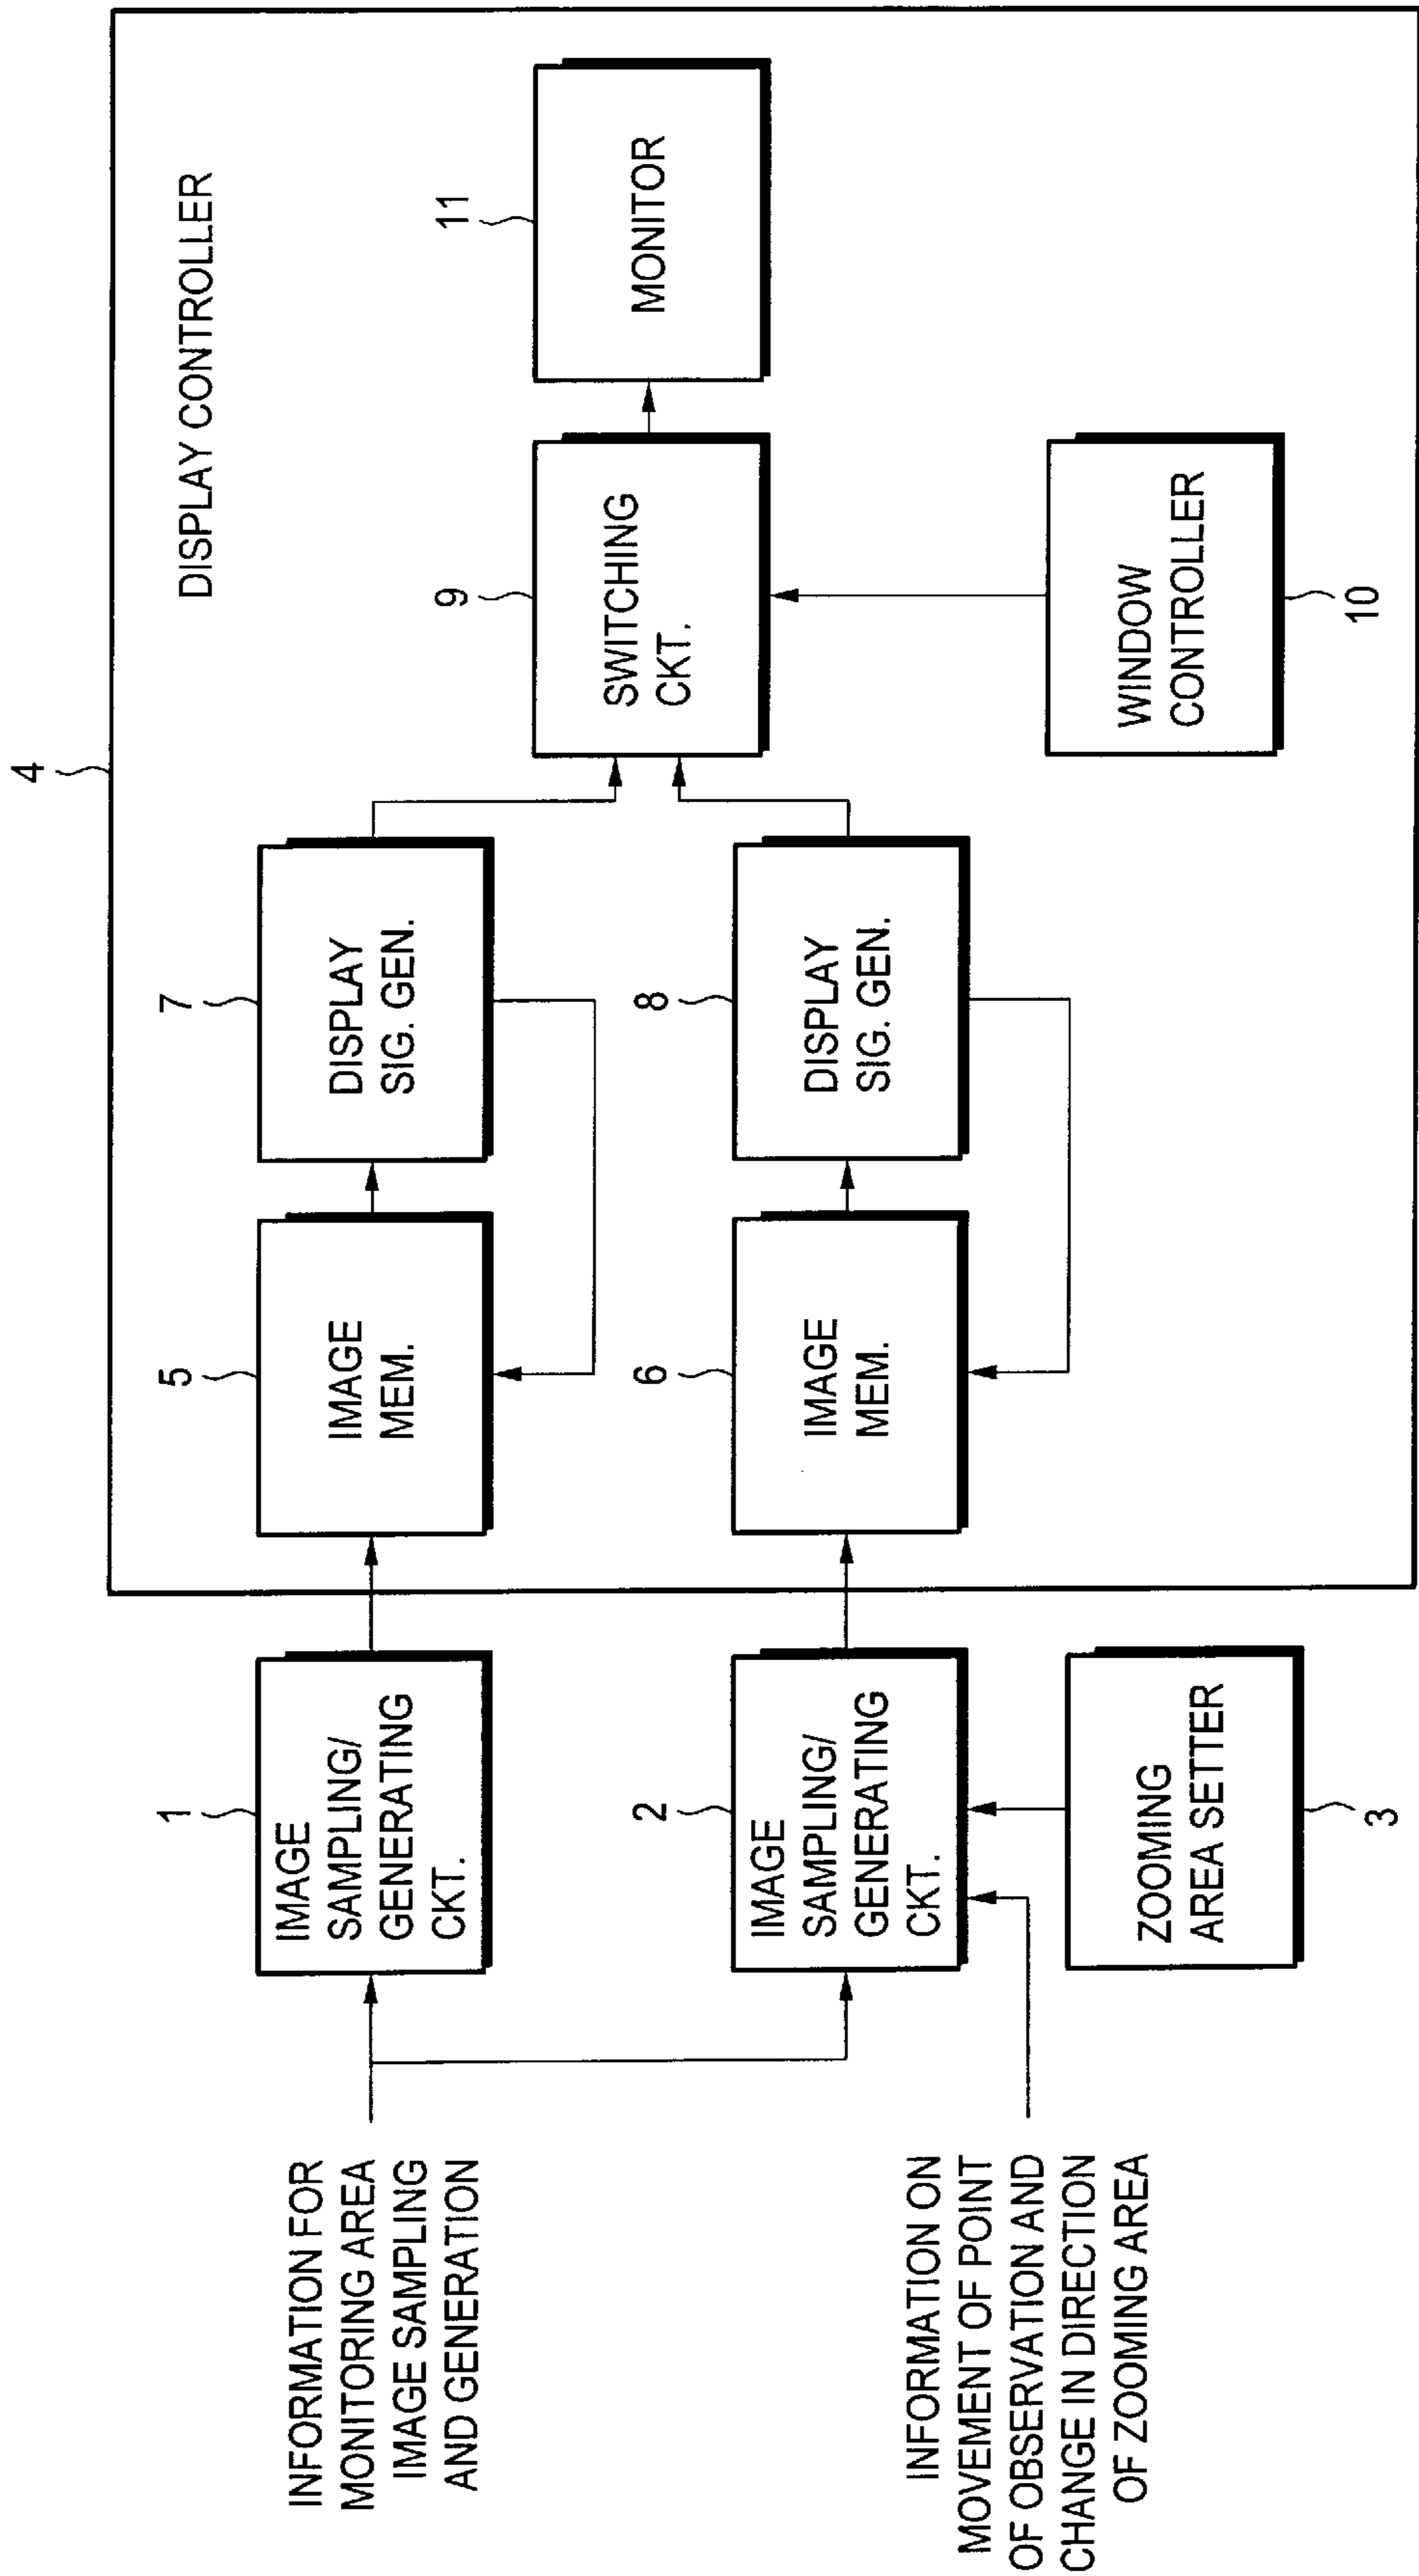 4
DISPLAY CONTROLLER
INFORMATION FOR
MONITORING AREA
IMAGE SAMPLING
AND GENERATION
1
IMAGE
SAMPLING/
GENERATING
CKT.
5
IMAGE
MEM.
7
DISPLAY
SIG. GEN.
9
SWITCHING
CKT.
11
MONITOR
2
IMAGE
SAMPLING/
GENERATING
CKT.
6
IMAGE
MEM.
8
DISPLAY
SIG. GEN.
INFORMATION ON
MOVEMENT OF POINT
OF OBSERVATION AND
CHANGE IN DIRECTION
OF ZOOMING AREA
ZOOMING
AREA SETTER
3
WINDOW
CONTROLLER
10